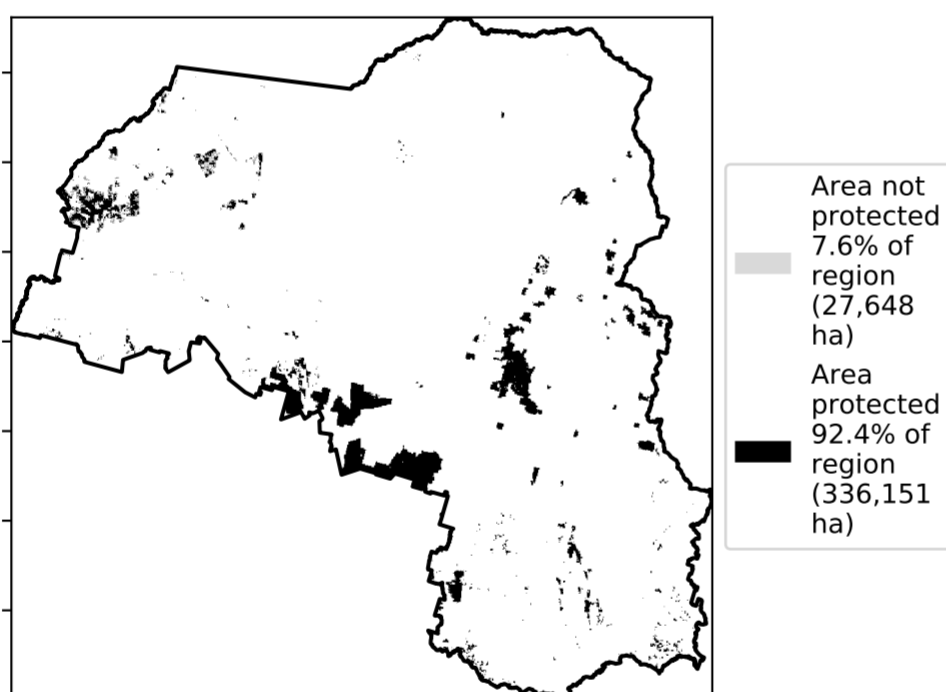 Area not
protected
7.6% of
region
(27,648
ha)
Area
protected
92.4% of
region
(336,151
ha)